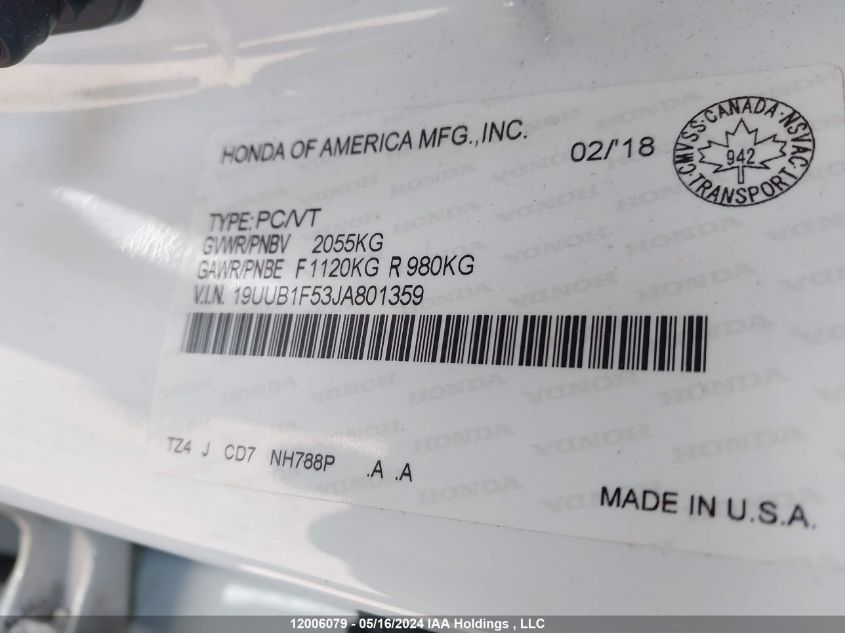 HONDA OF AMERICA MFG.,INC.
02/'18
CMVSS·CANADA·NSVAC·TRANSPORT
942
TYPE:PC/VT
GVWR/PNBV 2055KG
GAWR/PNBE F 1120KG R 980KG
V.I.N. 19UUB1F53JA801359
TZ4 J CD7 NH788P .A .A
MADE IN U.S.A.
12006079 - 05/16/2024 IAA Holdings , LLC